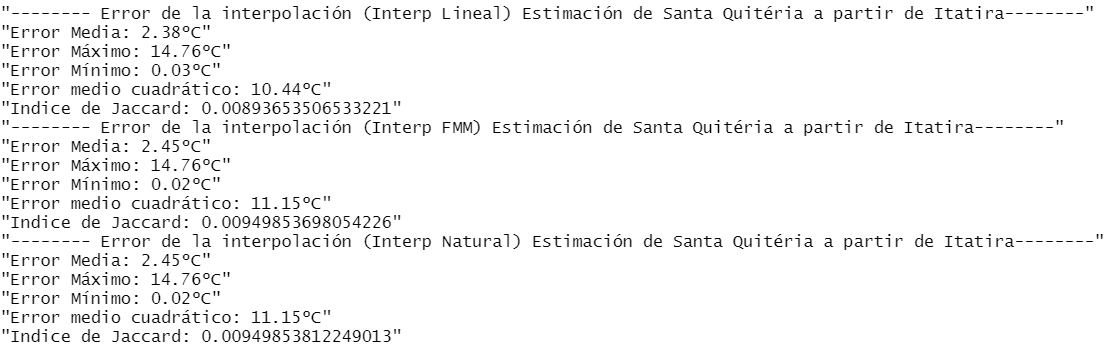 "-------- Error de la interpolación (Interp Lineal) Estimación de Santa Quitéria a partir de Itatira--------"
"Error Media: 2.38ºC"
"Error Máximo: 14.76ºC"
"Error Mínimo: 0.03ºC"
"Error medio cuadrático: 10.44ºC"
"Indice de Jaccard: 0.00893653506533221"
"-------- Error de la interpolación (Interp FMM) Estimación de Santa Quitéria a partir de Itatira--------"
"Error Media: 2.45ºC"
"Error Máximo: 14.76ºC"
"Error Mínimo: 0.02ºC"
"Error medio cuadrático: 11.15ºC"
"Indice de Jaccard: 0.00949853698054226"
"-------- Error de la interpolación (Interp Natural) Estimación de Santa Quitéria a partir de Itatira--------"
"Error Media: 2.45ºC"
"Error Máximo: 14.76ºC"
"Error Mínimo: 0.02ºC"
"Error medio cuadrático: 11.15ºC"
"Indice de Jaccard: 0.00949853812249013"